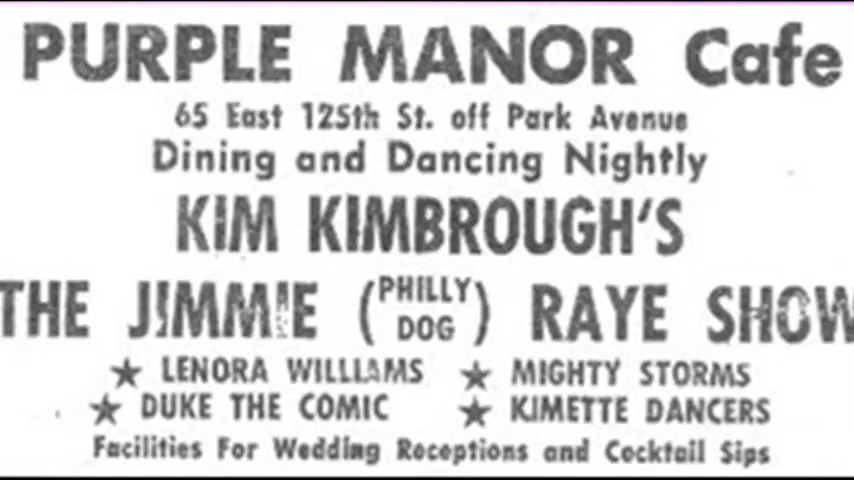 PURPLE MANOR Cafe
65 East 125th St. off Park Avenue
Dining and Dancing Nightly
KIM KIMBROUGH'S
THE JIMMIE (PHILLY DOG) RAYE SHOW
★ LENORA WILLIAMS ★ MIGHTY STORMS
★ DUKE THE COMIC ★ KIMETTE DANCERS
Facilities For Wedding Receptions and Cocktail Sips